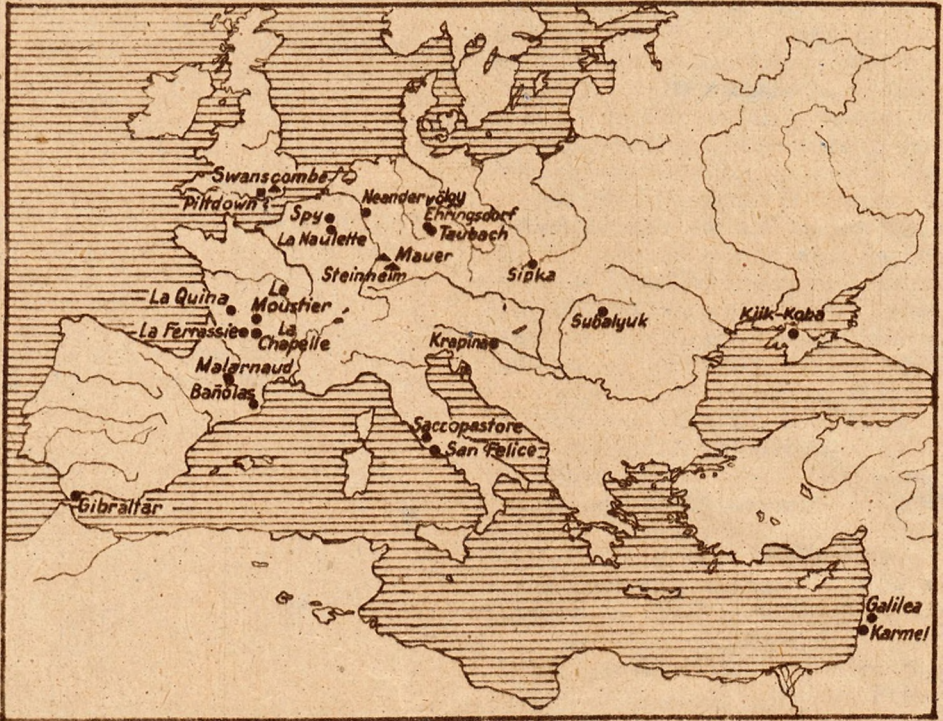 Swanscombe
Piltdown?
Neandervölgy
Spy
Ehringsdorf
La Naulette
Taubach
Mauer
Steinheim
Sipka
La Quina
Le
Moustier
La Ferrassie
La
Chapelle
Subalyuk
Kiik-Koba
Krapina
Malarnaud
Bañolas
Saccopastore
San Felice
Gibraltar
Galilea
Karmel